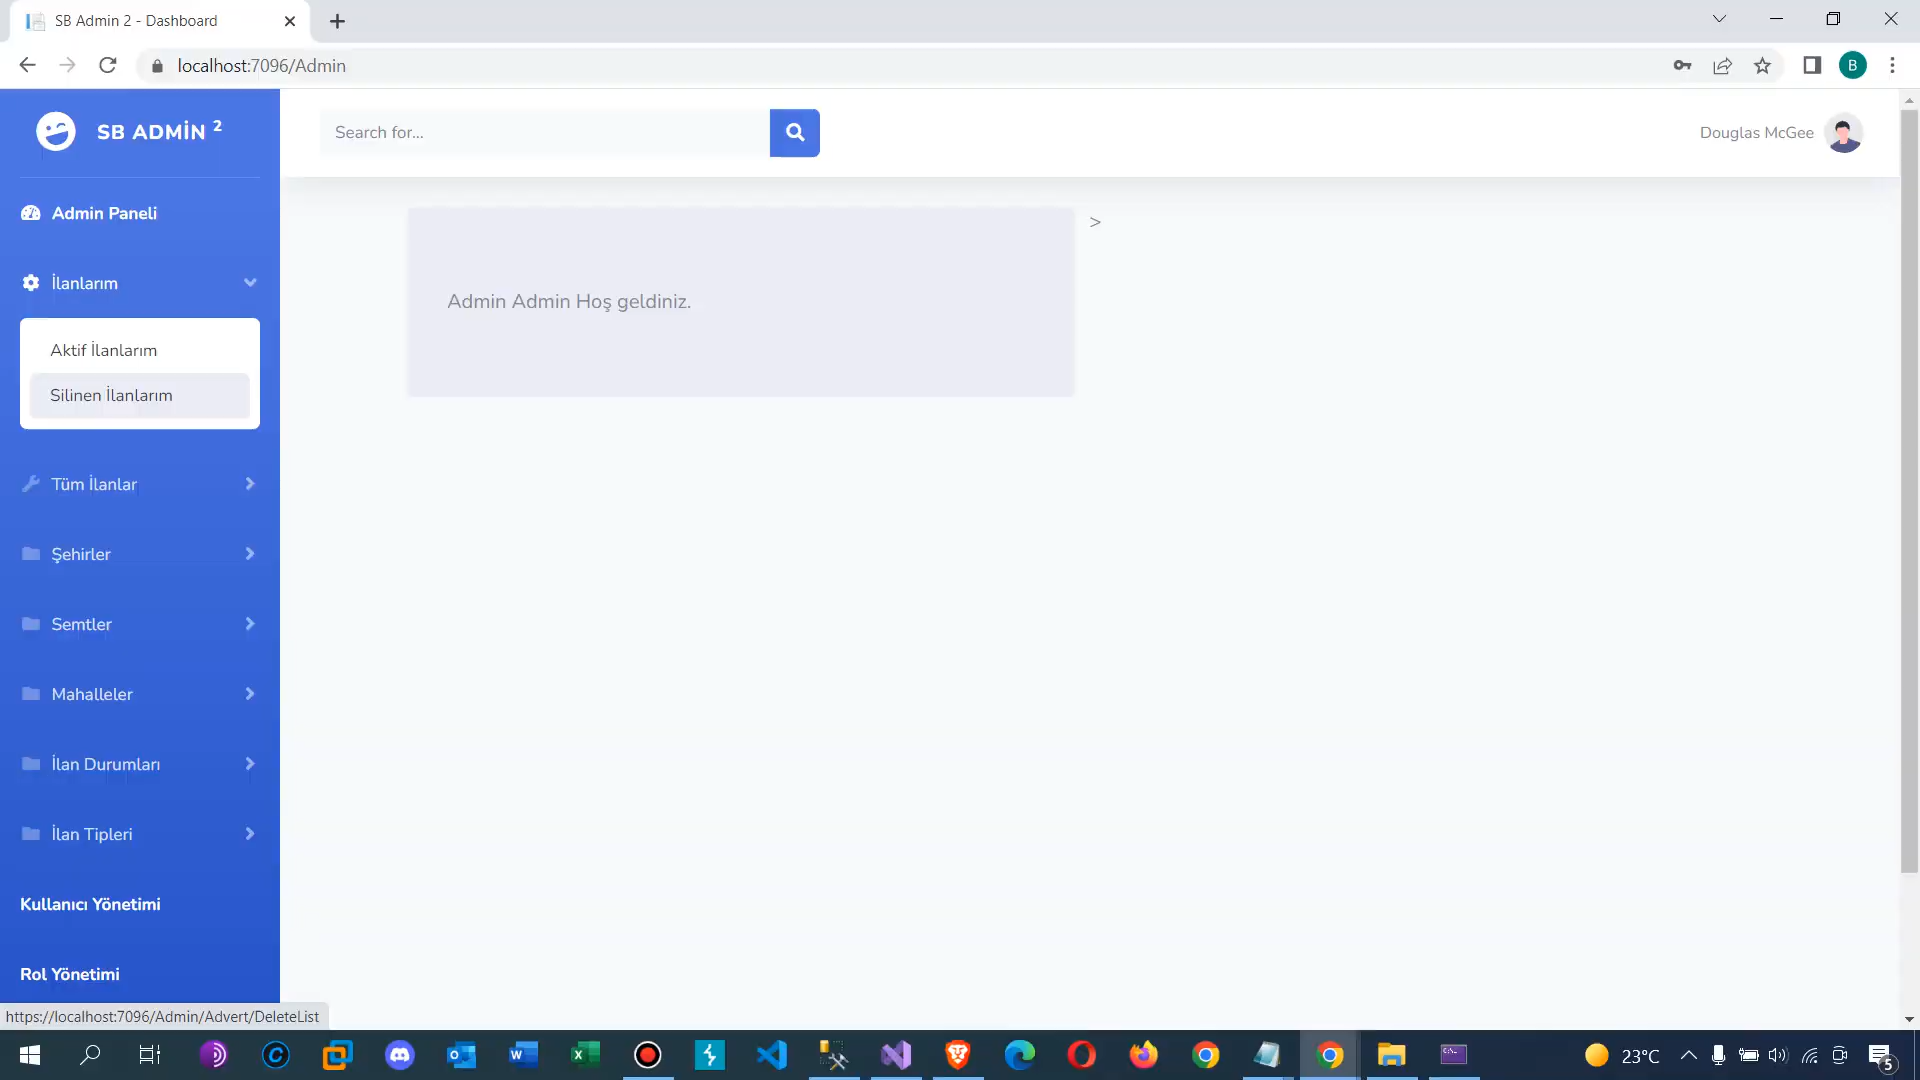 SB Admin 2 - Dashboard
localhost:7096/Admin
B
SB ADMİN 2
Search for...
Douglas McGee
Admin Paneli
>
İlanlarım
Admin Admin Hoş geldiniz.
Aktif İlanlarım
Silinen İlanlarım
Tüm İlanlar
Şehirler
Semtler
Mahalleler
İlan Durumları
İlan Tipleri
Kullanıcı Yönetimi
Rol Yönetimi
https://localhost:7096/Admin/Advert/DeleteList
23°C
5